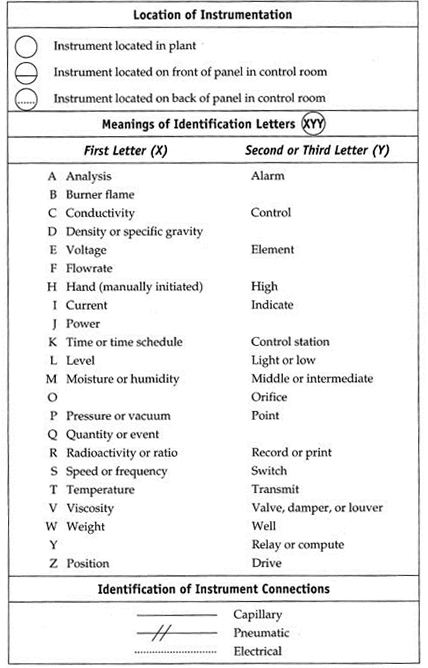 Location of Instrumentation
Instrument located in plant
Instrument located on front of panel in control room
Instrument located on back of panel in control room
Meanings of Identification Letters XYY
First Letter (X) Second or Third Letter (Y)
A Analysis Alarm
B Burner flame
C Conductivity Control
D Density or specific gravity
E Voltage Element
F Flowrate
H Hand (manually initiated) High
I Current Indicate
J Power
K Time or time schedule Control station
L Level Light or low
M Moisture or humidity Middle or intermediate
O Orifice
P Pressure or vacuum Point
Q Quantity or event
R Radioactivity or ratio Record or print
S Speed or frequency Switch
T Temperature Transmit
V Viscosity Valve, damper, or louver
W Weight Well
Y Relay or compute
Z Position Drive
Identification of Instrument Connections
Capillary
Pneumatic
Electrical